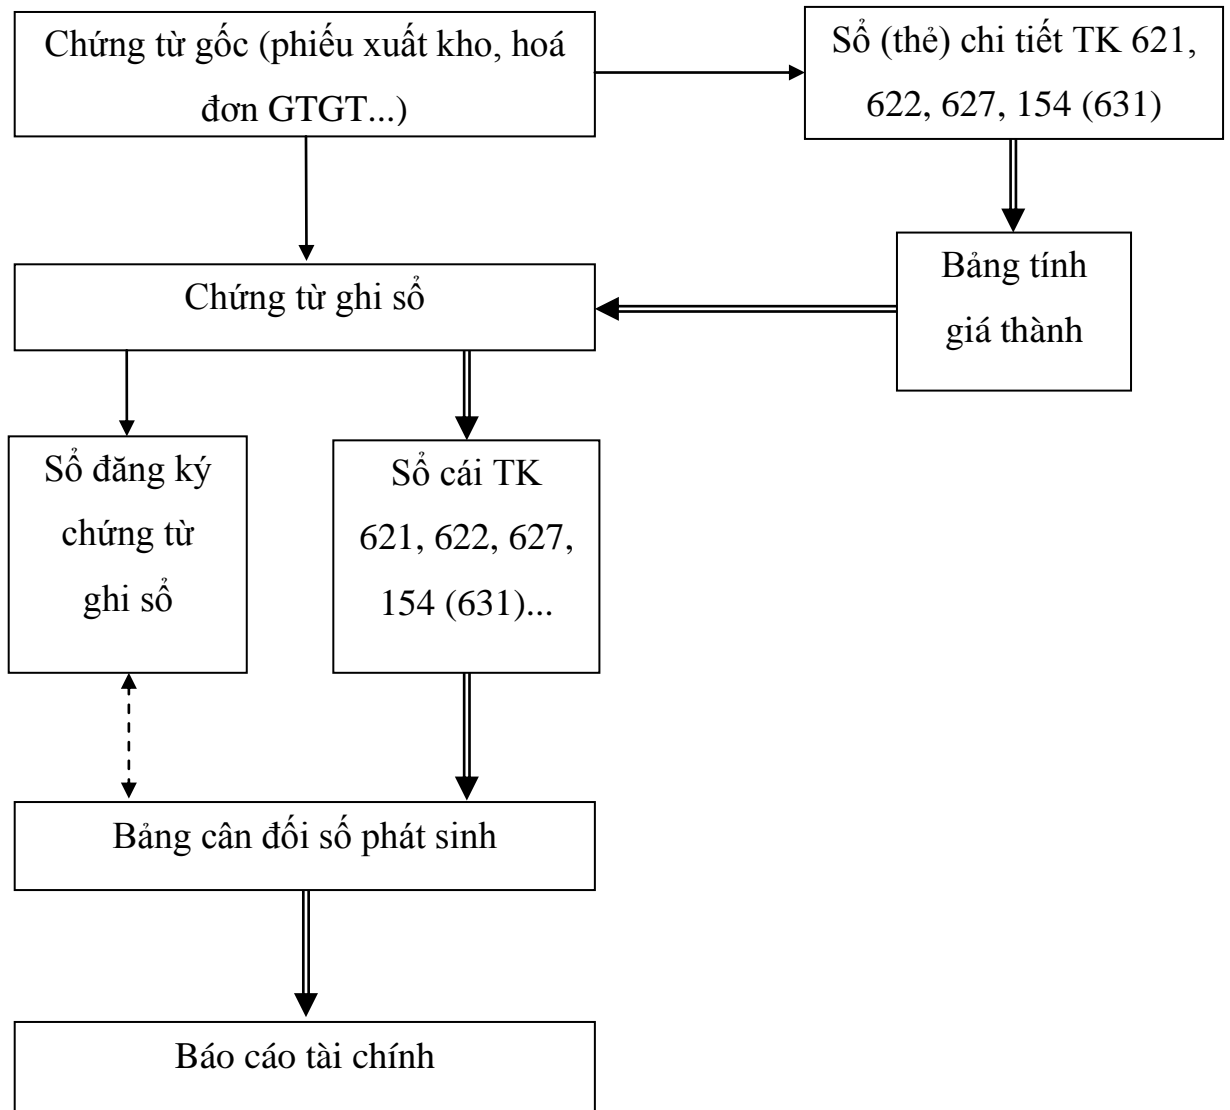 Chứng từ gốc (phiếu xuất kho, hoá
đơn GTGT...)
Sổ (thẻ) chi tiết TK 621,
622, 627, 154 (631)
Bảng tính
giá thành
Chứng từ ghi sổ
Sổ đăng ký
chứng từ
ghi sổ
Sổ cái TK
621, 622, 627,
154 (631)...
Bảng cân đối số phát sinh
Báo cáo tài chính